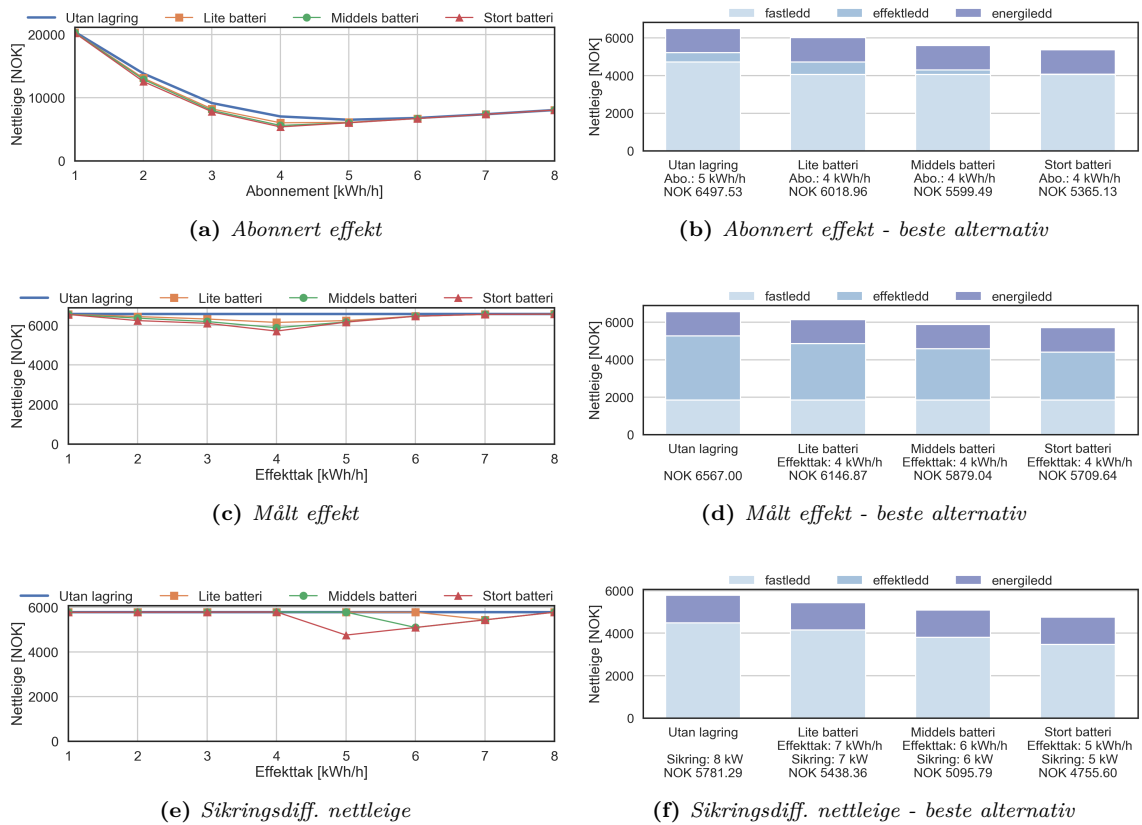 Utan lagring Lite batteri Middels batteri Stort batteri
20000
10000
0
Nettleige [NOK]
1 2 3 4 5 6 7 8
Abonnement [kWh/h]
(a) Abonnert effekt
fastledd effektledd energiledd
6000
4000
2000
0
Nettleige [NOK]
Utan lagring Lite batteri Middels batteri Stort batteri
Abo.: 5 kWh/h Abo.: 4 kWh/h Abo.: 4 kWh/h Abo.: 4 kWh/h
NOK 6497.53 NOK 6018.96 NOK 5599.49 NOK 5365.13
(b) Abonnert effekt - beste alternativ
Utan lagring Lite batteri Middels batteri Stort batteri
6000
4000
2000
0
Nettleige [NOK]
1 2 3 4 5 6 7 8
Effekttak [kWh/h]
(c) Målt effekt
fastledd effektledd energiledd
6000
4000
2000
0
Nettleige [NOK]
Utan lagring Lite batteri Middels batteri Stort batteri
Effekttak: 4 kWh/h Effekttak: 4 kWh/h Effekttak: 4 kWh/h
NOK 6567.00 NOK 6146.87 NOK 5879.04 NOK 5709.64
(d) Målt effekt - beste alternativ
Utan lagring Lite batteri Middels batteri Stort batteri
6000
4000
2000
0
Nettleige [NOK]
1 2 3 4 5 6 7 8
Effekttak [kWh/h]
(e) Sikringsdiff. nettleige
fastledd effektledd energiledd
4000
2000
0
Nettleige [NOK]
Utan lagring Lite batteri Middels batteri Stort batteri
Effekttak: 7 kWh/h Effekttak: 6 kWh/h Effekttak: 5 kWh/h
Sikring: 8 kW Sikring: 7 kW Sikring: 6 kW Sikring: 5 kW
NOK 5781.29 NOK 5438.36 NOK 5095.79 NOK 4755.60
(f) Sikringsdiff. nettleige - beste alternativ